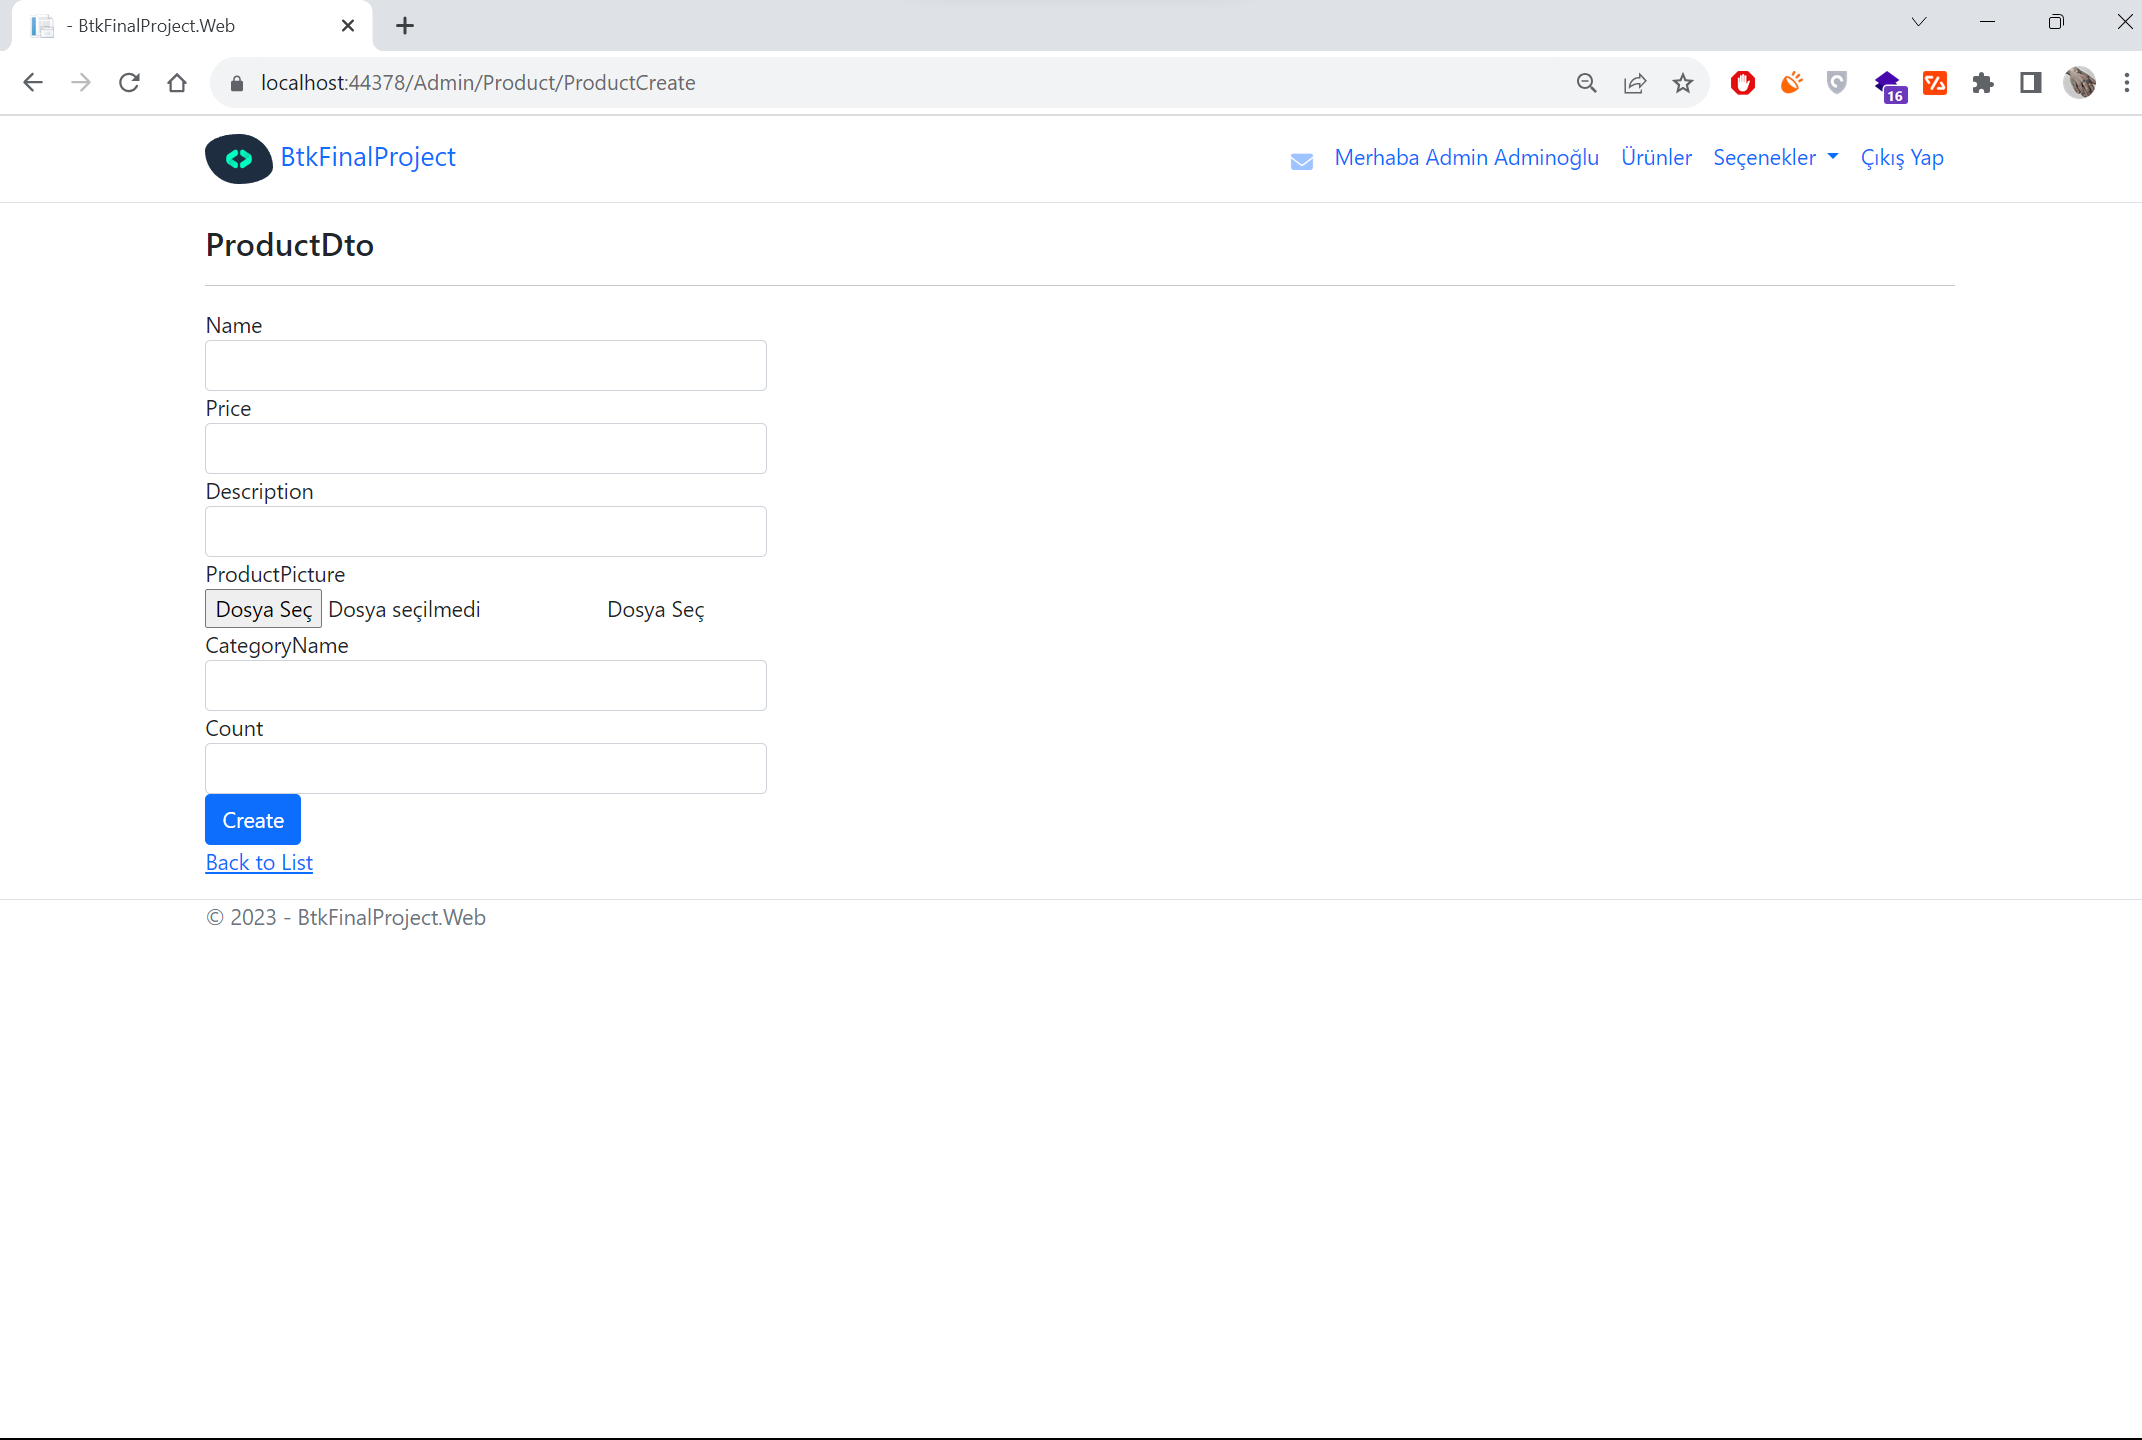 - BtkFinalProject.Web
localhost:44378/Admin/Product/ProductCreate
16
BtkFinalProject
Merhaba Admin Adminoğlu Ürünler Seçenekler Çıkış Yap
ProductDto
Name
Price
Description
ProductPicture
Dosya Seç Dosya seçilmedi Dosya Seç
CategoryName
Count
Create
Back to List
© 2023 - BtkFinalProject.Web